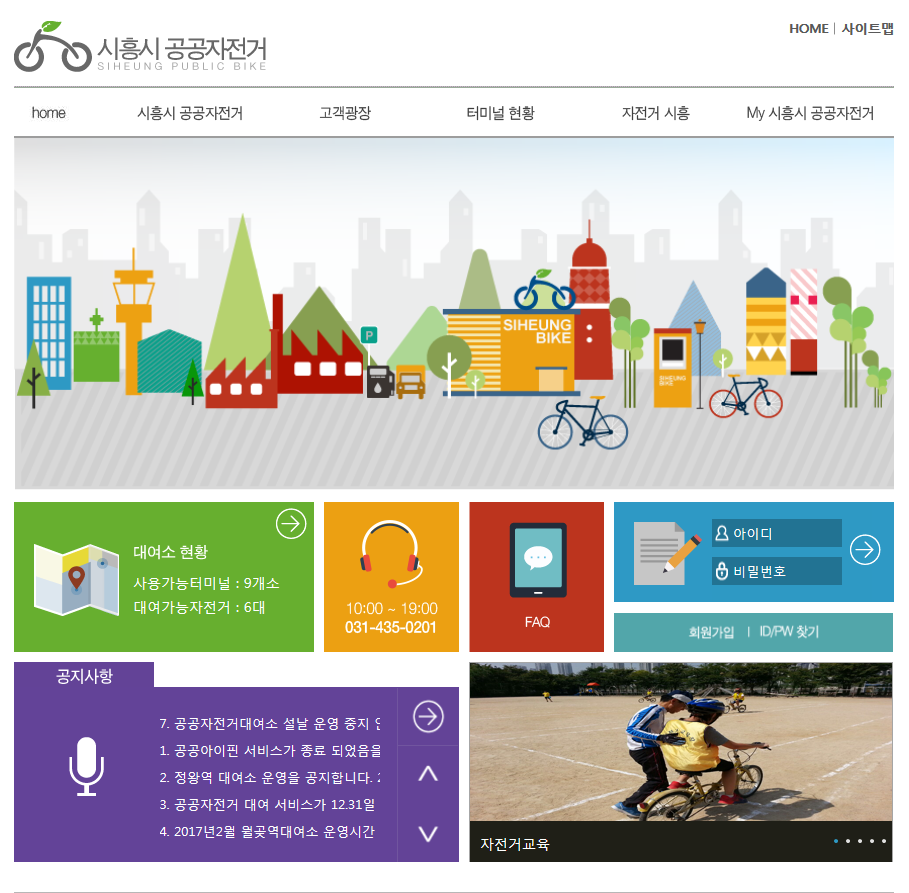 HOME | 사이트맵
시흥시 공공자전거
SIHEUNG PUBLIC BIKE
home 시흥시 공공자전거 고객광장 터미널 현황 자전거 시흥 My 시흥시 공공자전거
P
SIHEUNG
BIKE
SIHEUNG
BIKE
대여소 현황
사용가능터미널 : 9개소
대여가능자전거 : 6대
10:00 ~ 19:00
031-435-0201
FAQ
아이디
비밀번호
회원가입 | ID/PW 찾기
공지사항
7. 공공자전거대여소 설날 운영 중지
1. 공공아이핀 서비스가 종료 되었음을
2. 정왕역 대여소 운영을 공지합니다.
3. 공공자전거 대여 서비스가 12.31일
4. 2017년2월 월곶역대여소 운영시간
자전거교육